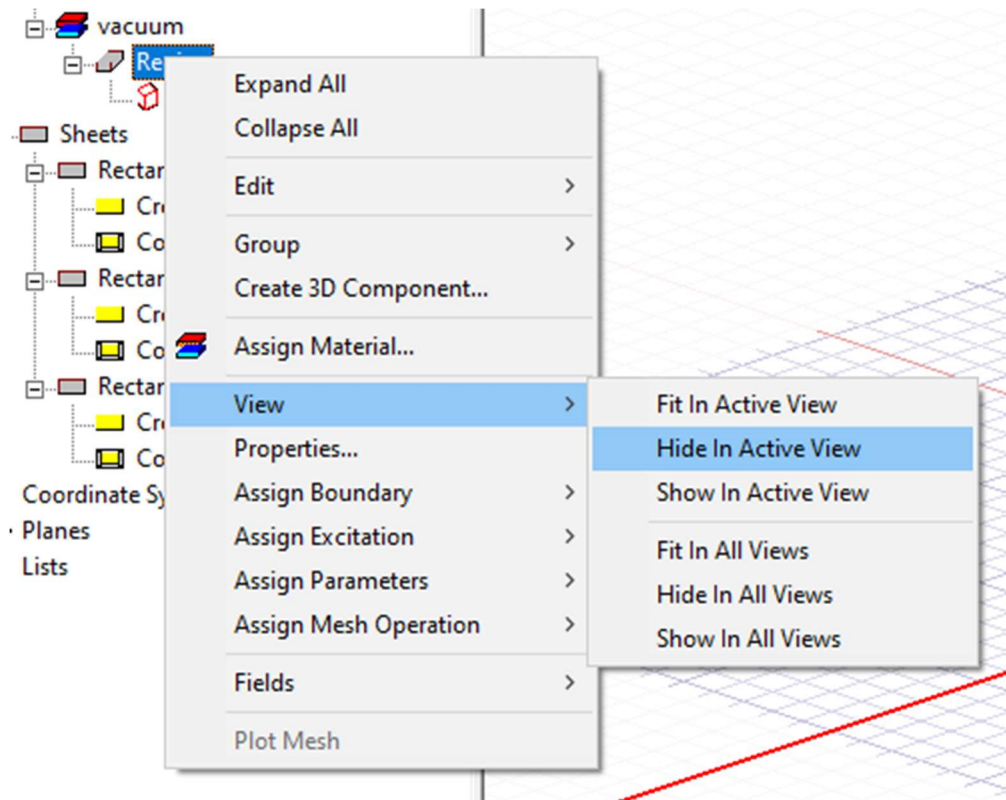 vacuum
Expand All
Collapse All
Sheets
Edit
Group
Create 3D Component...
Assign Material...
View
Fit In Active View
Properties...
Hide In Active View
Assign Boundary
Show In Active View
Coordinate
Assign Excitation
Planes
Fit In All Views
Assign Parameters
Lists
Hide In All Views
Assign Mesh Operation
Show In All Views
Fields
Plot Mesh